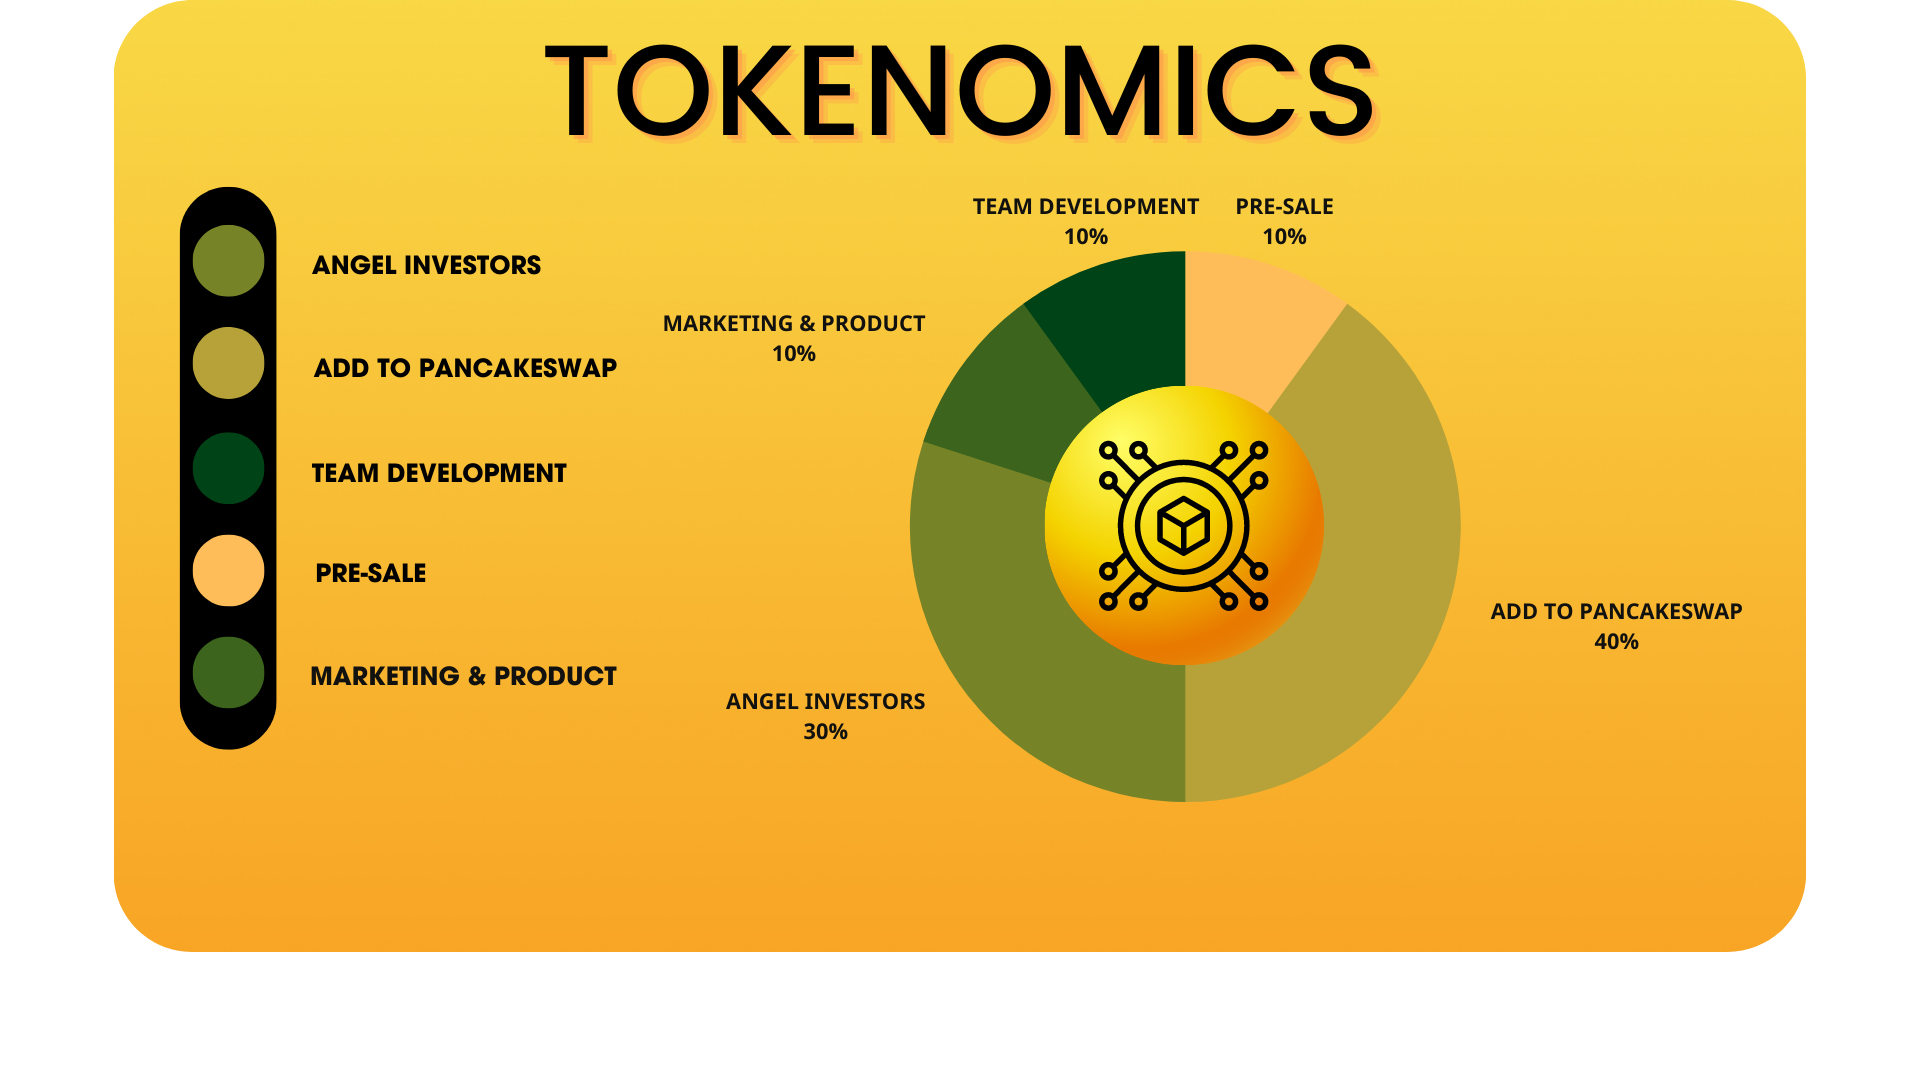 TOKENOMICS
ANGEL INVESTORS
ADD TO PANCAKESWAP
TEAM DEVELOPMENT
PRE-SALE
MARKETING & PRODUCT
TEAM DEVELOPMENT
10%
PRE-SALE
10%
MARKETING & PRODUCT
10%
ADD TO PANCAKESWAP
40%
ANGEL INVESTORS
30%